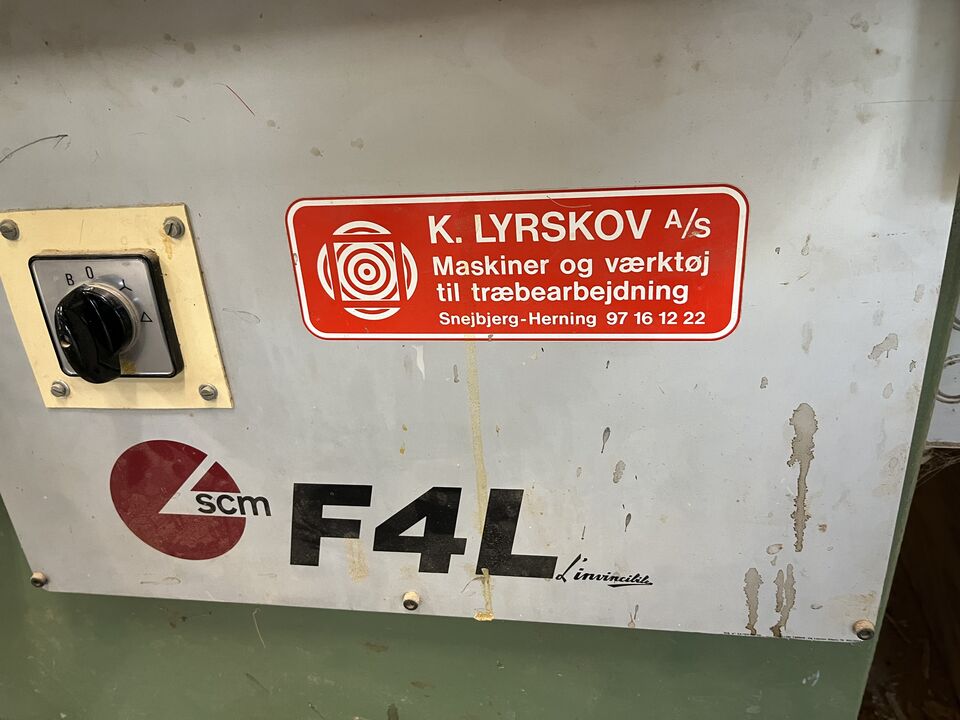 K. LYRSKOV A/S
Maskiner og værktøj
til træbearbejdning
Snejbjerg-Herning 97 16 12 22
B O Y Δ
scm
F4L
L'invincibile